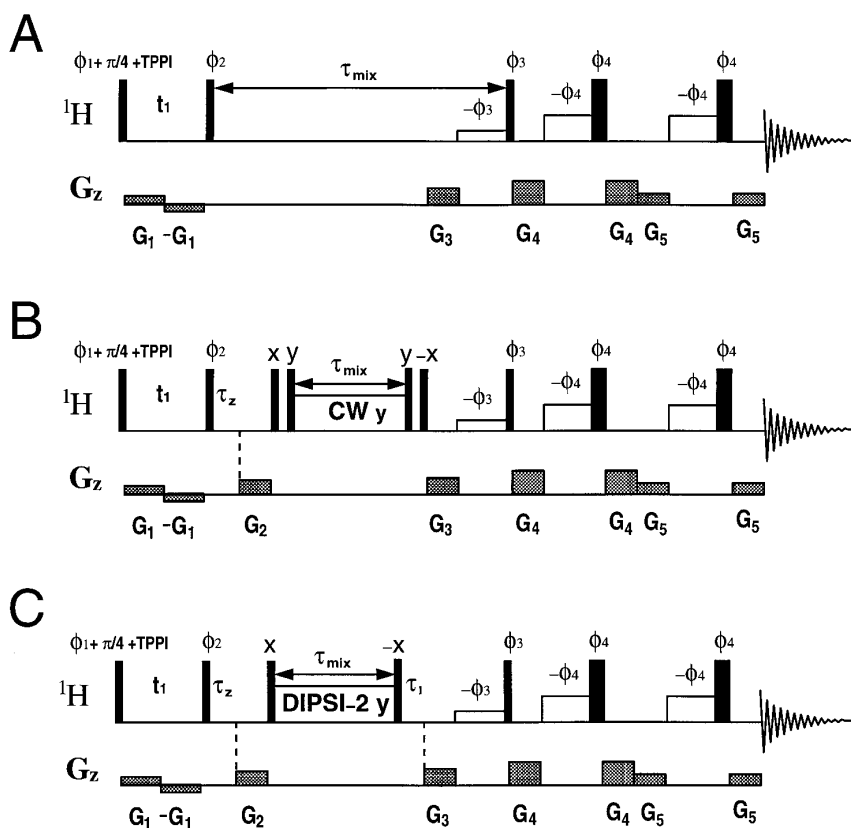 A
ϕ1+ π/4 +TPPI ϕ2 τmix ϕ3 ϕ4 ϕ4
t1 -ϕ3 -ϕ4 -ϕ4
1H
Gz
G1 -G1 G3 G4 G4 G5 G5
B
ϕ1+ π/4 +TPPI ϕ2 x y τmix y -x ϕ3 ϕ4 ϕ4
1H t1 τz CW y -ϕ3 -ϕ4 -ϕ4
Gz
G1 -G1 G2 G3 G4 G4 G5 G5
C
ϕ1+ π/4 +TPPI ϕ2 x τmix -x ϕ3 ϕ4 ϕ4
1H t1 τz DIPSI-2 y τ1 -ϕ3 -ϕ4 -ϕ4
Gz
G1 -G1 G2 G3 G4 G4 G5 G5